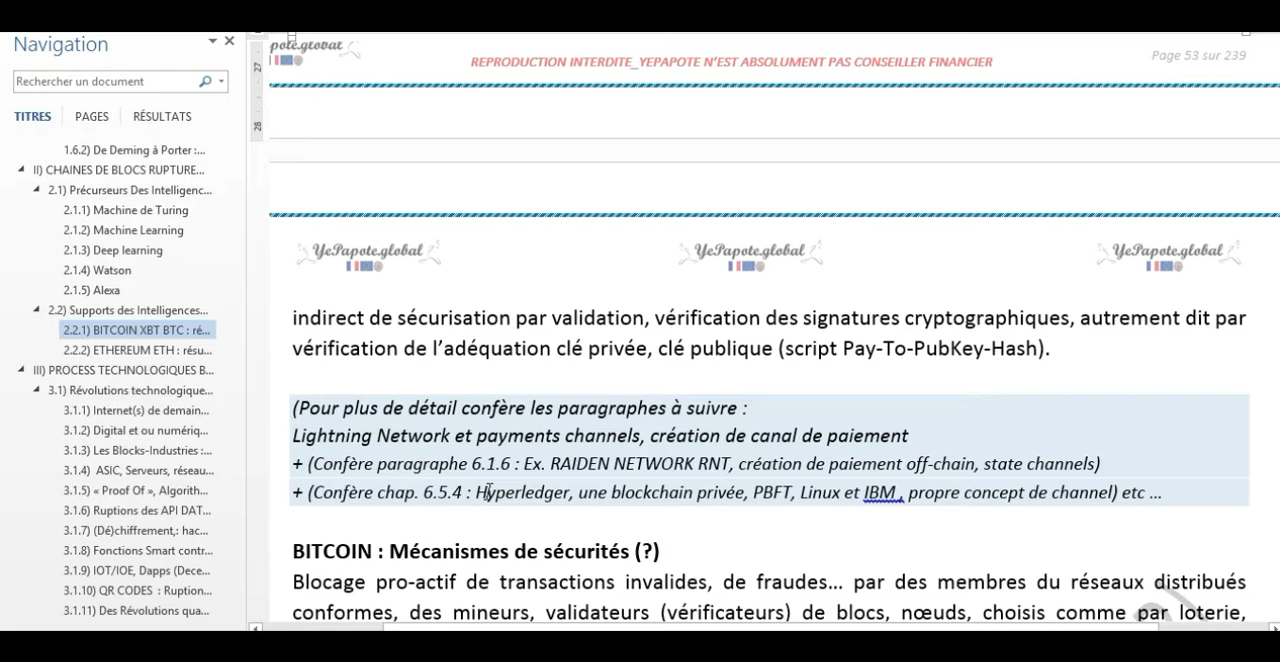 Navigation
Rechercher un document
TITRES PAGES RÉSULTATS
1.6.2) De Deming à Porter :...
II) CHAINES DE BLOCS RUPTURE...
2.1) Précurseurs Des Intelligenc...
2.1.1) Machine de Turing
2.1.2) Machine Learning
2.1.3) Deep learning
2.1.4) Watson
2.1.5) Alexa
2.2) Supports des Intelligences...
2.2.1) BITCOIN XBT BTC : ré...
2.2.2) ETHEREUM ETH : résu...
III) PROCESS TECHNOLOGIQUES B...
3.1) Révolutions technologique...
3.1.1) Internet(s) de demain...
3.1.2) Digital et ou numériq...
3.1.3) Les Blocks-Industries :...
3.1.4) ASIC, Serveurs, réseau...
3.1.5) « Proof Of », Algorith...
3.1.6) Ruptions des API DAT...
3.1.7) (Dé)chiffrement,: hac...
3.1.8) Fonctions Smart contr...
3.1.9) IOT/IOE, Dapps (Dece...
3.1.10) QR CODES : Ruption...
3.1.11) Des Révolutions qua...
27
28
pote.global
REPRODUCTION INTERDITE_YEPAPOTE N'EST ABSOLUMENT PAS CONSEILLER FINANCIER
Page 53 sur 239
YePapote.global YePapote.global YePapote.global
indirect de sécurisation par validation, vérification des signatures cryptographiques, autrement dit par
vérification de l'adéquation clé privée, clé publique (script Pay-To-PubKey-Hash).
(Pour plus de détail confère les paragraphes à suivre :
Lightning Network et payments channels, création de canal de paiement
+ (Confère paragraphe 6.1.6 : Ex. RAIDEN NETWORK RNT, création de paiement off-chain, state channels)
+ (Confère chap. 6.5.4 : Hyperledger, une blockchain privée, PBFT, Linux et IBM , propre concept de channel) etc ...
BITCOIN : Mécanismes de sécurités (?)
Blocage pro-actif de transactions invalides, de fraudes... par des membres du réseaux distribués
conformes, des mineurs, validateurs (vérificateurs) de blocs, nœuds, choisis comme par loterie,